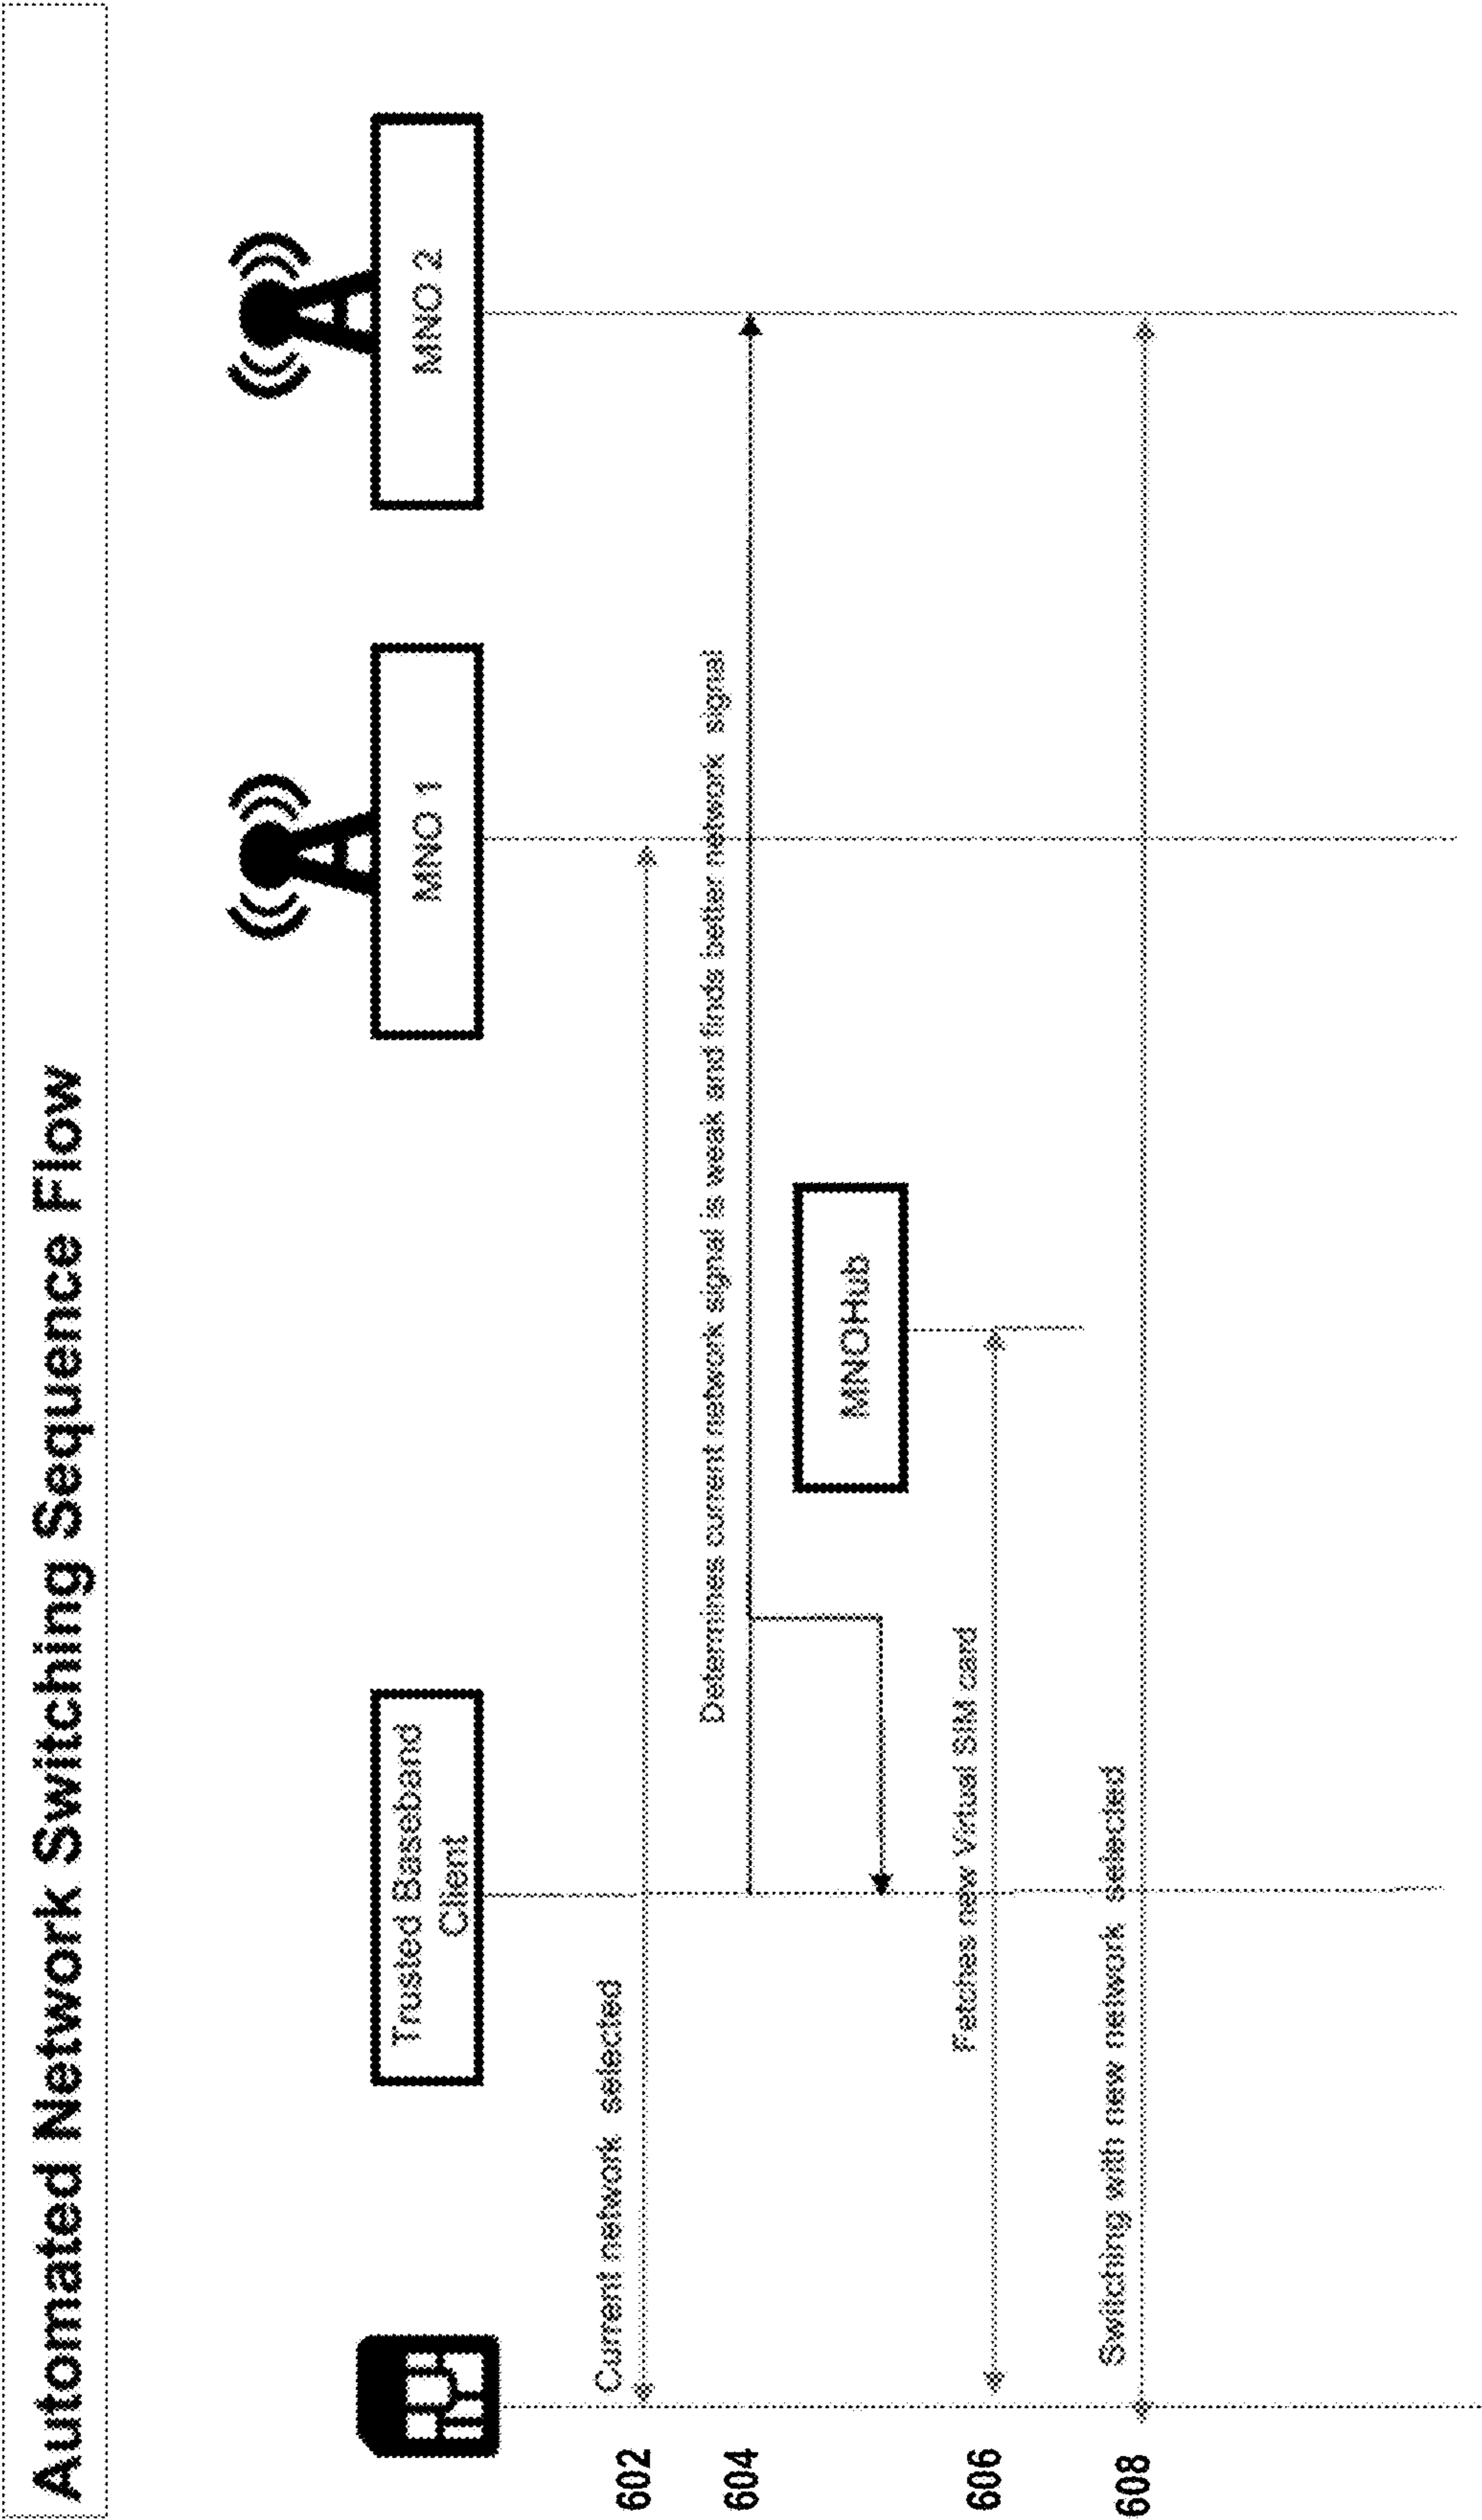 Automated Network Switching Sequence Flow
Trusted Baseband
Client
MNO 1
MNO 2
602
Current network selected
604
Determines current network signal is weak and finds better network signal
MNOHub
606
Fetches new Virtual SIM card
608
Switching with new network selected